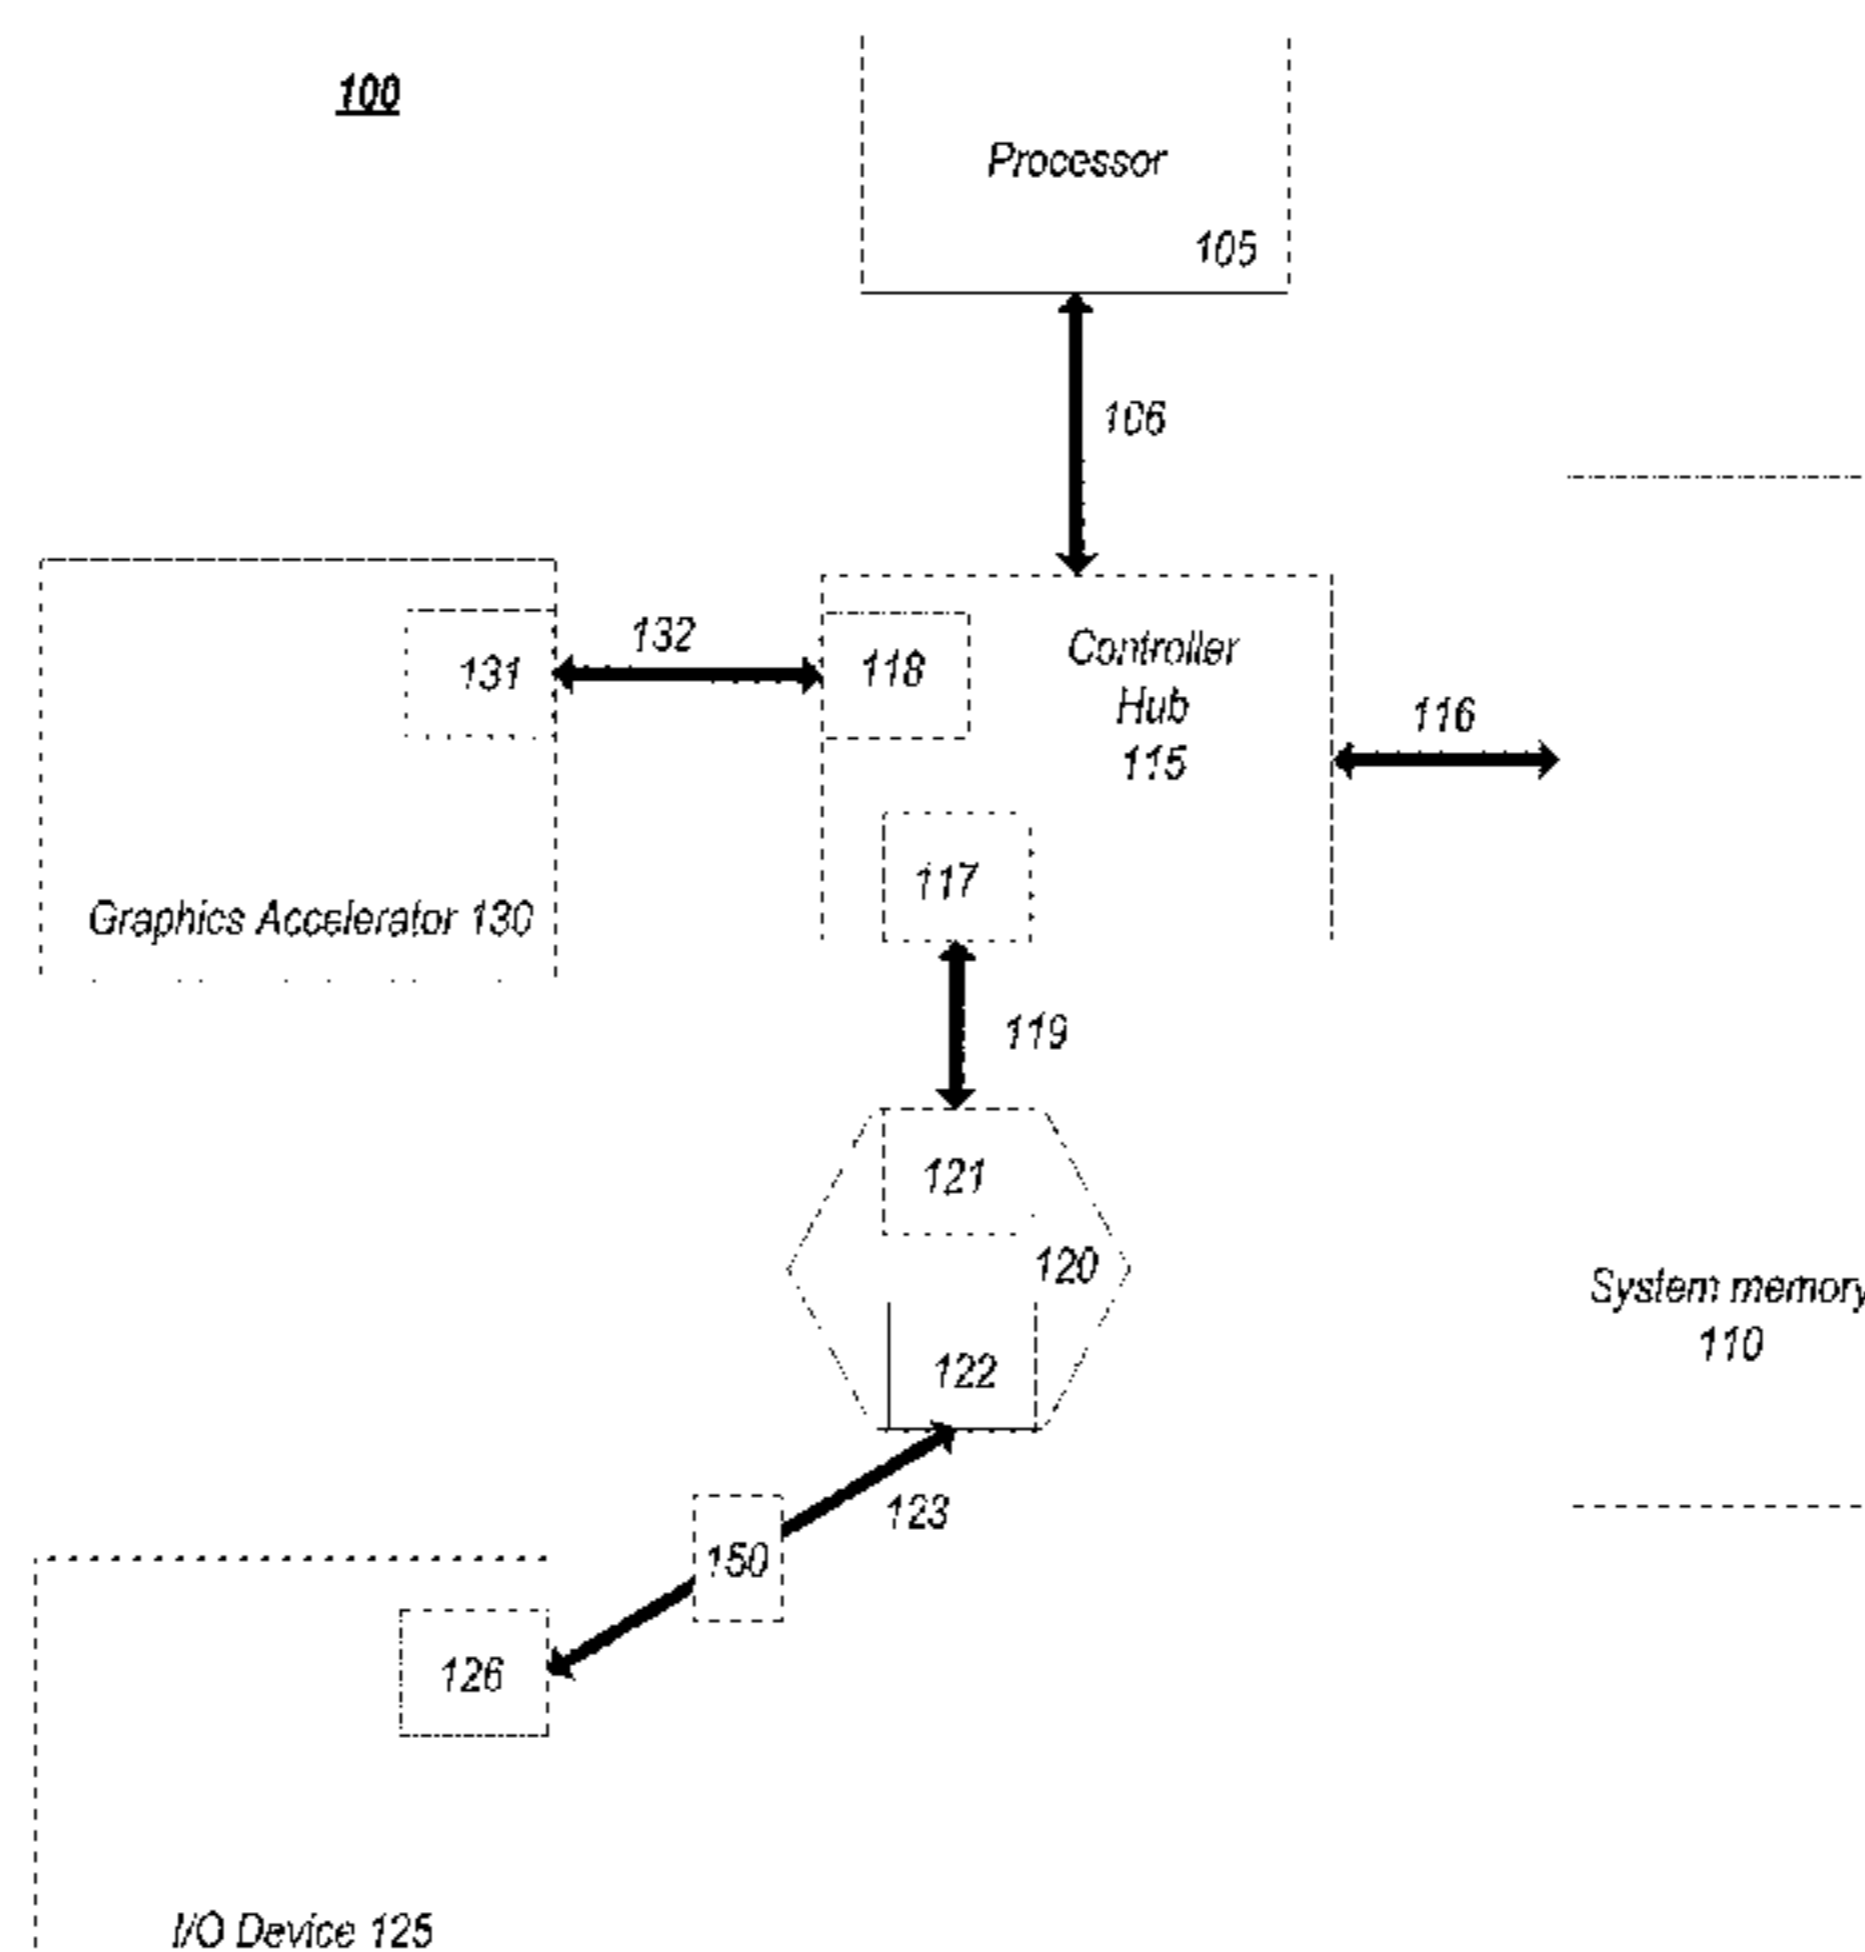 100
Processor
105
106
132
131
118
Controller
Hub
115
116
117
Graphics Accelerator 130
119
121
120
System memory
110
122
123
150
126
I/O Device 125